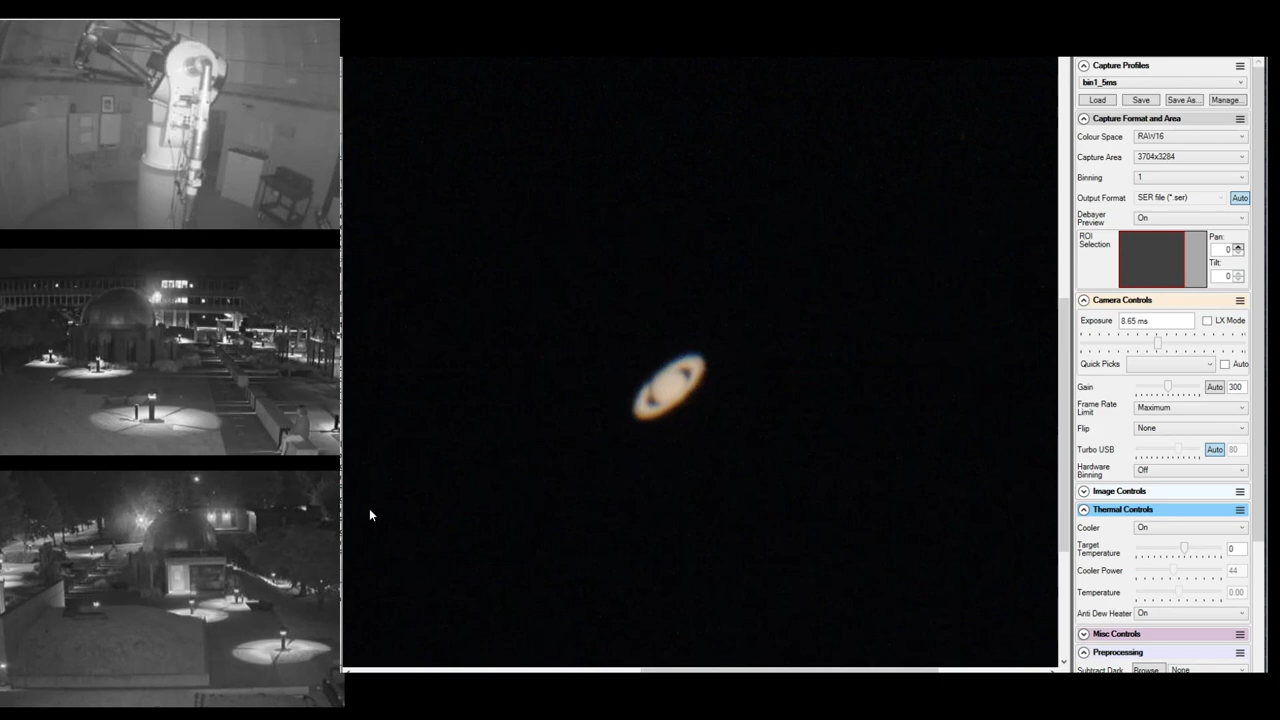 Capture Profiles
bin1_5ms
Load Save Save As... Manage...
Capture Format and Area
Colour Space RAW16
Capture Area 3704x3284
Binning 1
Output Format SER file (*.ser) Auto
Debayer Preview On
ROI Selection Pan: 0
Tilt: 0
Camera Controls
Exposure 8.65 ms LX Mode
Quick Picks Auto
Gain Auto 300
Frame Rate Limit Maximum
Flip None
Turbo USB Auto 80
Hardware Binning Off
Image Controls
Thermal Controls
Cooler On
Target Temperature 0
Cooler Power 44
Temperature 0.00
Anti Dew Heater On
Misc Controls
Preprocessing
Subtract Dark Browse None